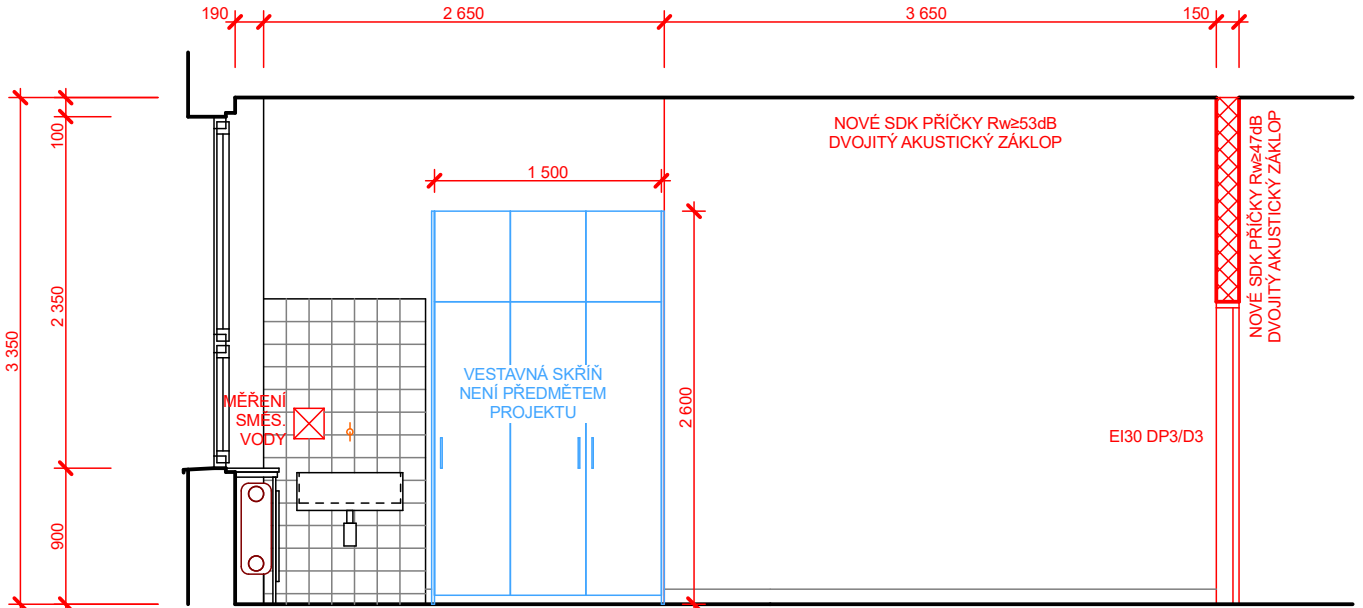 190
2 650
3 650
150
100
2 350
3 350
900
NOVÉ SDK PŘÍČKY Rw≥53dB
DVOJITÝ AKUSTICKÝ ZÁKLOP
NOVÉ SDK PŘÍČKY Rw≥47dB
DVOJITÝ AKUSTICKÝ ZÁKLOP
1 500
VESTAVNÁ SKŘÍŇ
NENÍ PŘEDMĚTEM
PROJEKTU
2 600
MĚŘENÍ
SMĚS.
VODY
EI30 DP3/D3